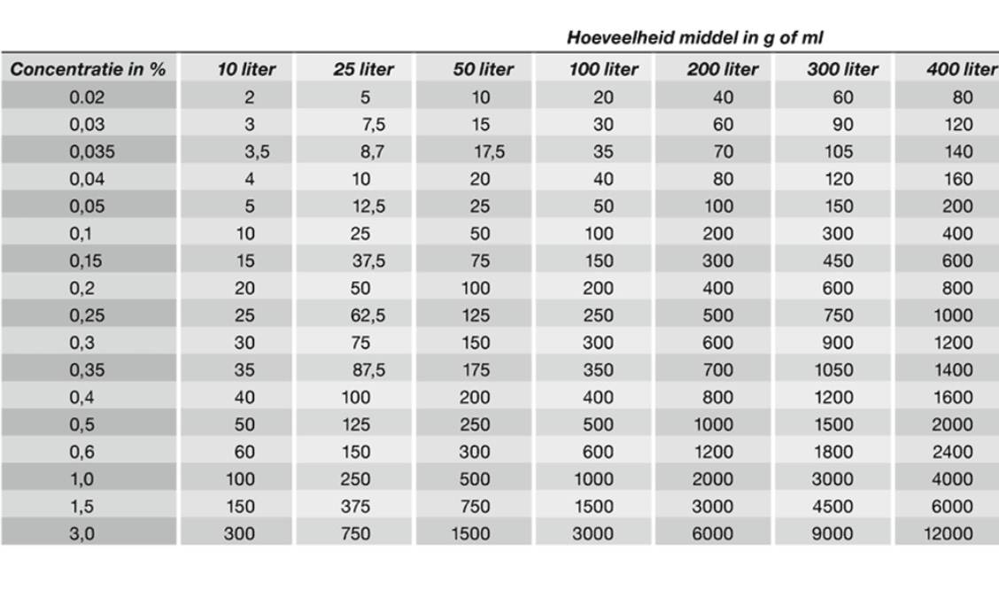 Hoeveelheid middel in g of ml
Concentratie in % 10 liter 25 liter 50 liter 100 liter 200 liter 300 liter 400 liter
0.02 2 5 10 20 40 60 80
0,03 3 7,5 15 30 60 90 120
0,035 3,5 8,7 17,5 35 70 105 140
0,04 4 10 20 40 80 120 160
0,05 5 12,5 25 50 100 150 200
0,1 10 25 50 100 200 300 400
0,15 15 37,5 75 150 300 450 600
0,2 20 50 100 200 400 600 800
0,25 25 62,5 125 250 500 750 1000
0,3 30 75 150 300 600 900 1200
0,35 35 87,5 175 350 700 1050 1400
0,4 40 100 200 400 800 1200 1600
0,5 50 125 250 500 1000 1500 2000
0,6 60 150 300 600 1200 1800 2400
1,0 100 250 500 1000 2000 3000 4000
1,5 150 375 750 1500 3000 4500 6000
3,0 300 750 1500 3000 6000 9000 12000